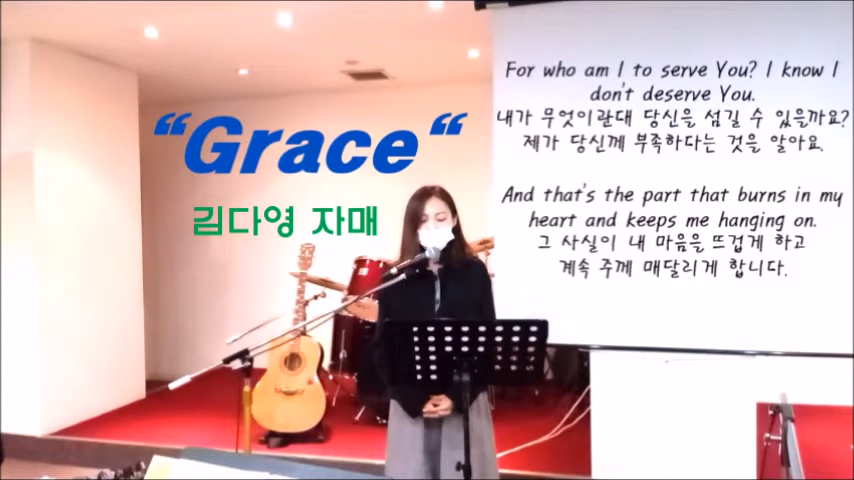 “Grace“
김다영 자매
For who am I to serve You? I know I
don't deserve You.
내가 무엇이관대 당신을 섬길 수 있을까요?
제가 당신께 부족하다는 것을 알아요.
And that's the part that burns in my
heart and keeps me hanging on.
그 사실이 내 마음을 뜨겁게 하고
계속 주께 매달리게 합니다.